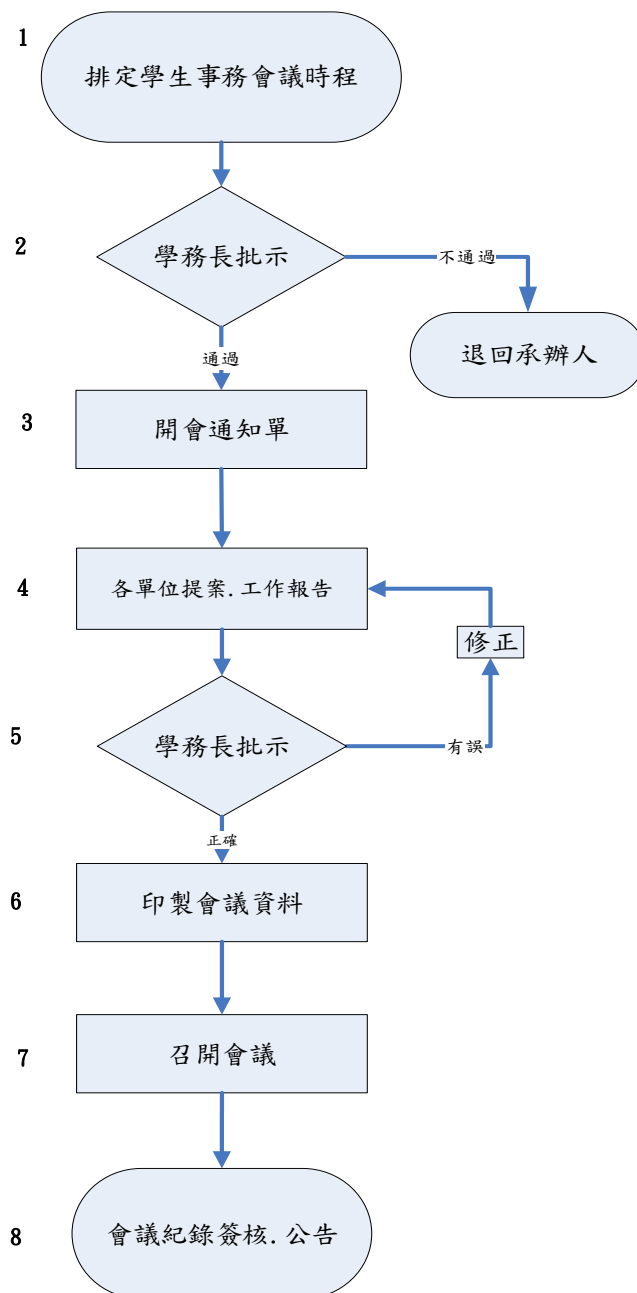 1
排定學生事務會議時程
2
學務長批示
不通過
退回承辦人
通過
3
開會通知單
4
各單位提案.工作報告
修正
5
學務長批示
有誤
正確
6
印製會議資料
7
召開會議
8
會議紀錄簽核.公告